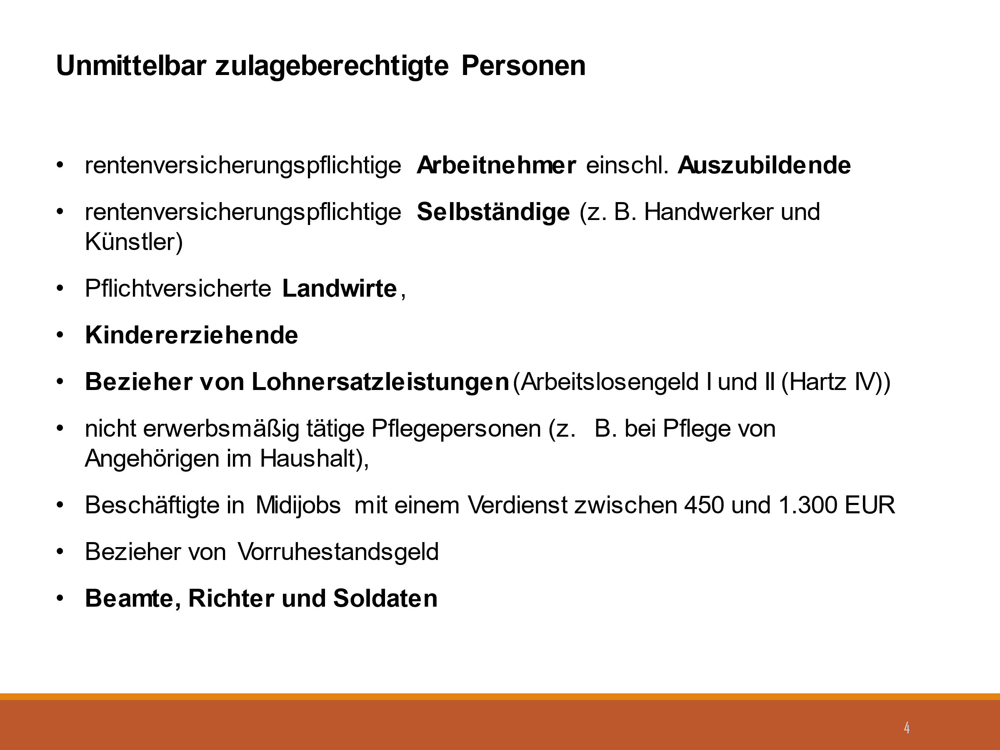 Unmittelbar zulageberechtigte Personen
• rentenversicherungspflichtige Arbeitnehmer einschl. Auszubildende
• rentenversicherungspflichtige Selbständige (z. B. Handwerker und
Künstler)
• Pflichtversicherte Landwirte,
• Kindererziehende
• Bezieher von Lohnersatzleistungen (Arbeitslosengeld I und II (Hartz IV))
• nicht erwerbsmäßig tätige Pflegepersonen (z. B. bei Pflege von
Angehörigen im Haushalt),
• Beschäftigte in Midijobs mit einem Verdienst zwischen 450 und 1.300 EUR
• Bezieher von Vorruhestandsgeld
• Beamte, Richter und Soldaten
4